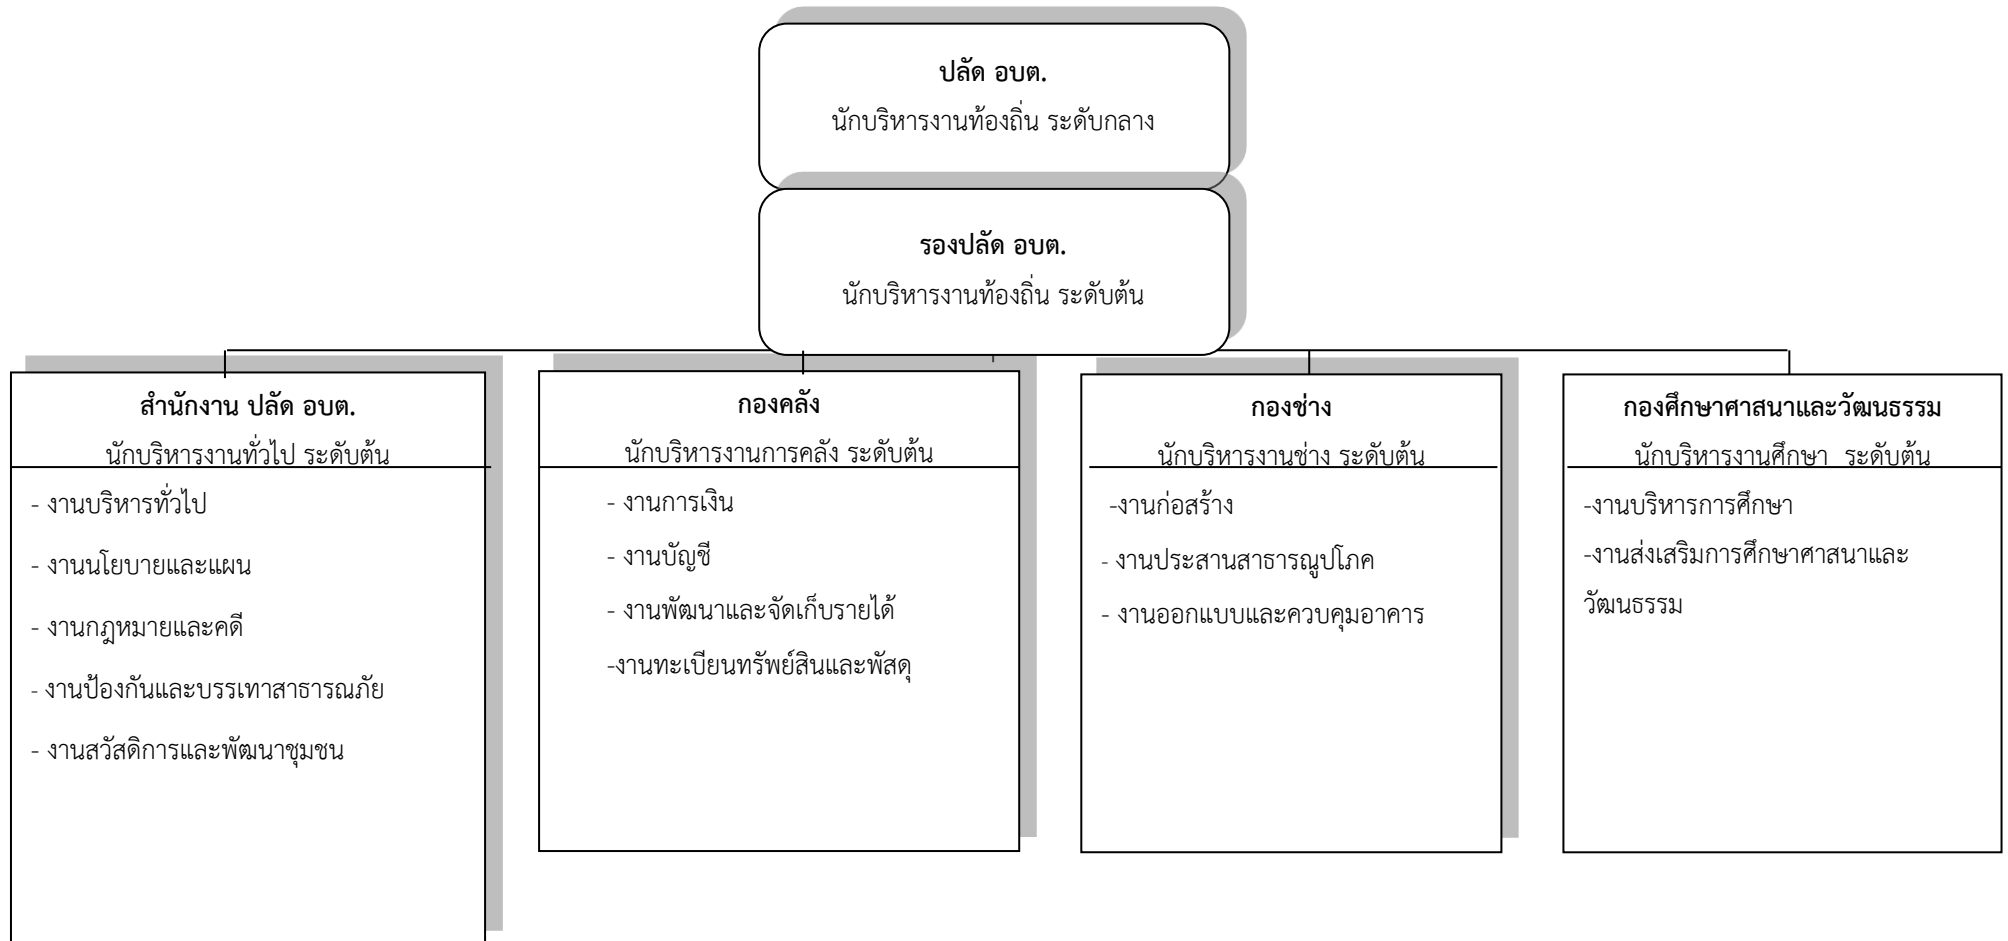 ปลัด อบต.
นักบริหารงานท้องถิ่น ระดับกลาง
รองปลัด อบต.
นักบริหารงานท้องถิ่น ระดับต้น
สำนักงาน ปลัด อบต.
นักบริหารงานทั่วไป ระดับต้น
- งานบริหารทั่วไป
- งานนโยบายและแผน
- งานกฎหมายและคดี
- งานป้องกันและบรรเทาสาธารณภัย
- งานสวัสดิการและพัฒนาชุมชน
กองคลัง
นักบริหารงานการคลัง ระดับต้น
- งานการเงิน
- งานบัญชี
- งานพัฒนาและจัดเก็บรายได้
-งานทะเบียนทรัพย์สินและพัสดุ
กองช่าง
นักบริหารงานช่าง ระดับต้น
-งานก่อสร้าง
- งานประสานสาธารณูปโภค
- งานออกแบบและควบคุมอาคาร
กองศึกษาศาสนาและวัฒนธรรม
นักบริหารงานศึกษา ระดับต้น
-งานบริหารการศึกษา
-งานส่งเสริมการศึกษาศาสนาและ
วัฒนธรรม